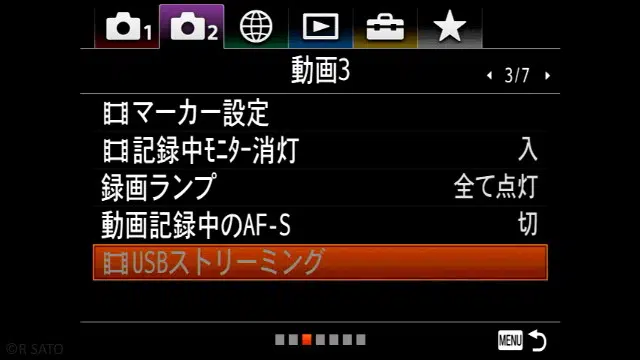 1
2
動画3
3/7
マーカー設定
記録中ﾓﾆﾀｰ消灯 入
録画ランプ 全て点灯
動画記録中のAF-S 切
USBストリーミング
©R SATO
MENU